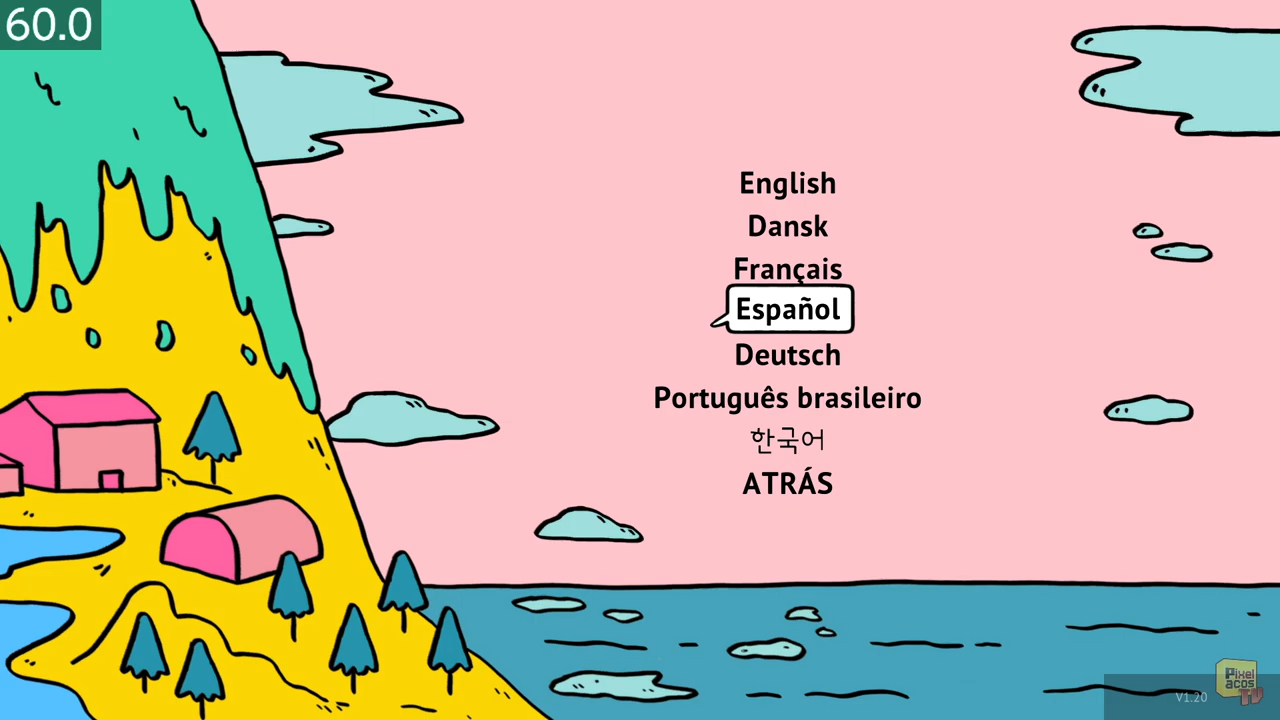 60.0
English
Dansk
Français
Español
Deutsch
Português brasileiro
한국어
ATRÁS
V1.20
Pixel
acos
TV